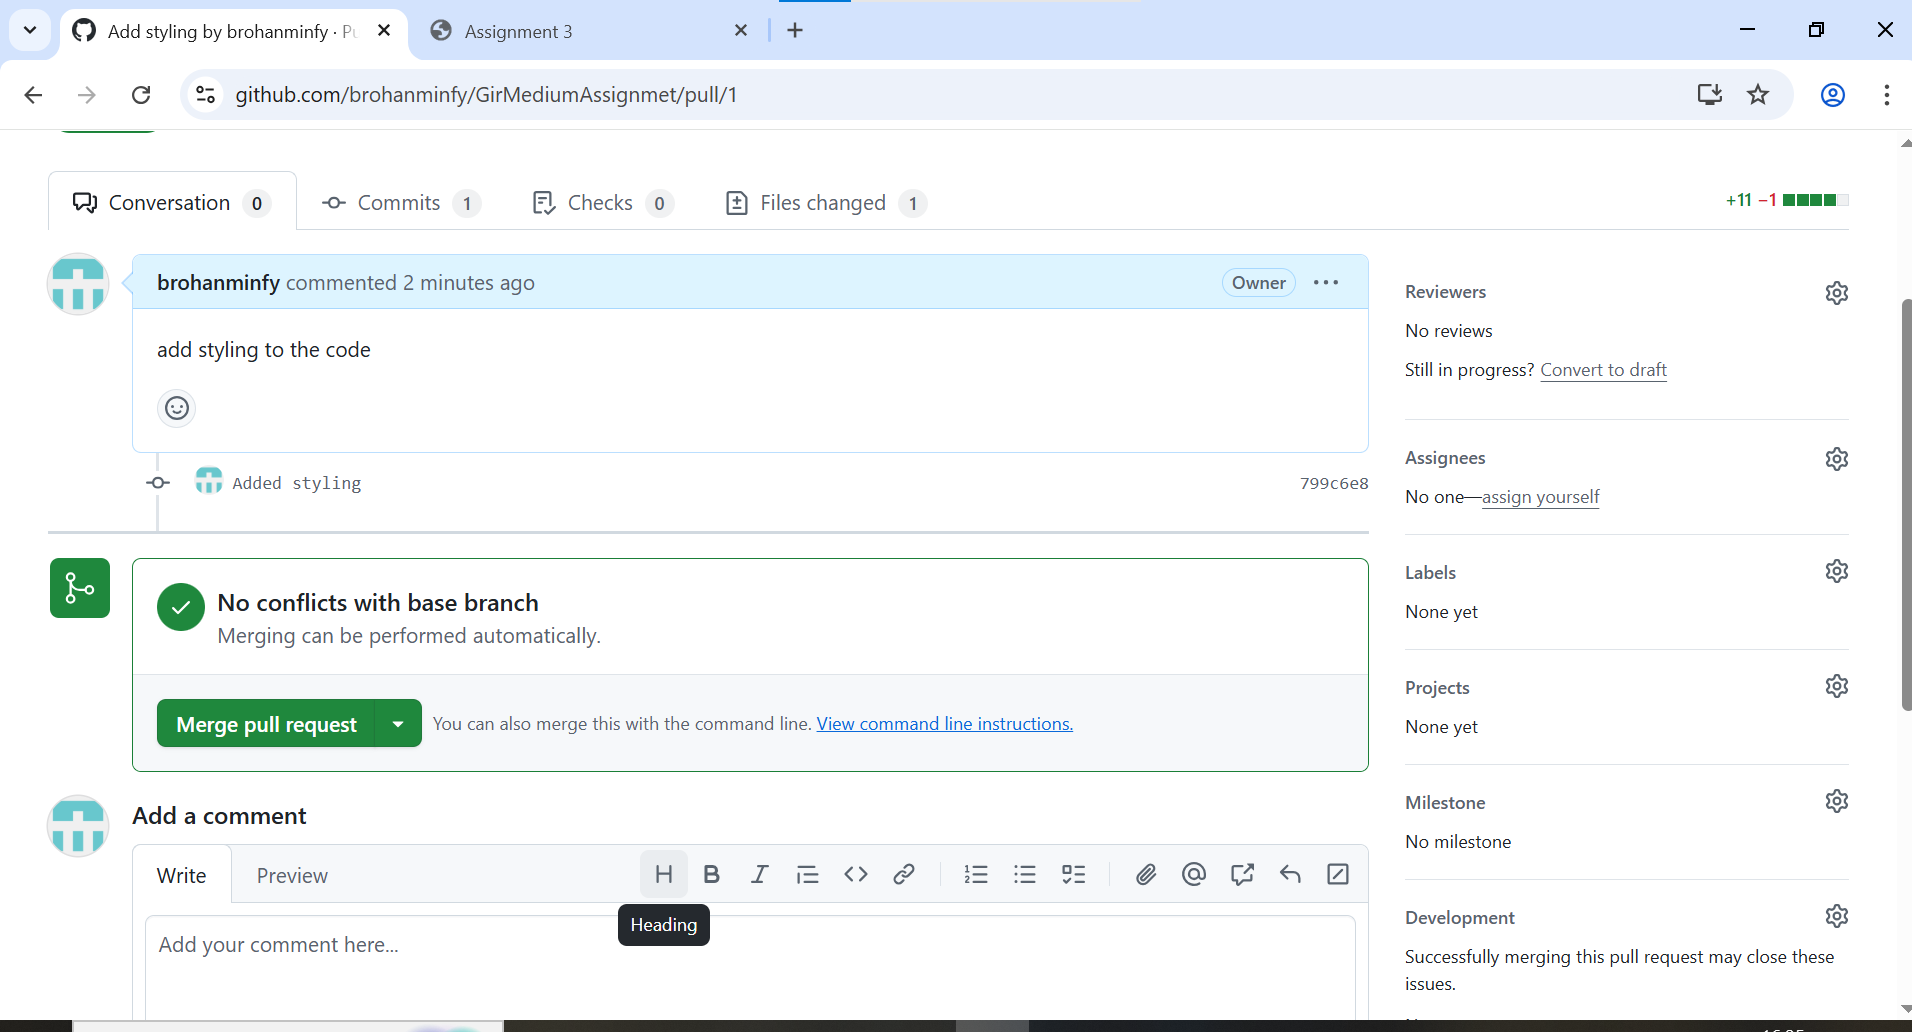 Add styling by brohanminfy · Pu
Assignment 3
github.com/brohanminfy/GirMediumAssignmet/pull/1
Conversation 0
Commits 1
Checks 0
Files changed 1
+11 −1
brohanminfy commented 2 minutes ago
Owner
add styling to the code
Added styling
799c6e8
No conflicts with base branch
Merging can be performed automatically.
Merge pull request
You can also merge this with the command line. View command line instructions.
Add a comment
Write
Preview
Heading
Add your comment here...
Reviewers
No reviews
Still in progress? Convert to draft
Assignees
No one—assign yourself
Labels
None yet
Projects
None yet
Milestone
No milestone
Development
Successfully merging this pull request may close these
issues.